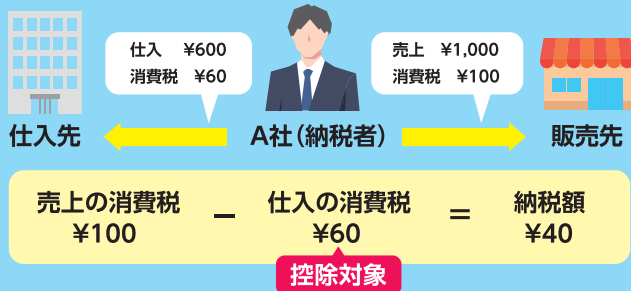 仕入 ¥600
消費税 ¥60
売上 ¥1,000
消費税 ¥100
仕入先
A社(納税者)
販売先
売上の消費税
¥100
－
仕入の消費税
¥60
＝
納税額
¥40
控除対象